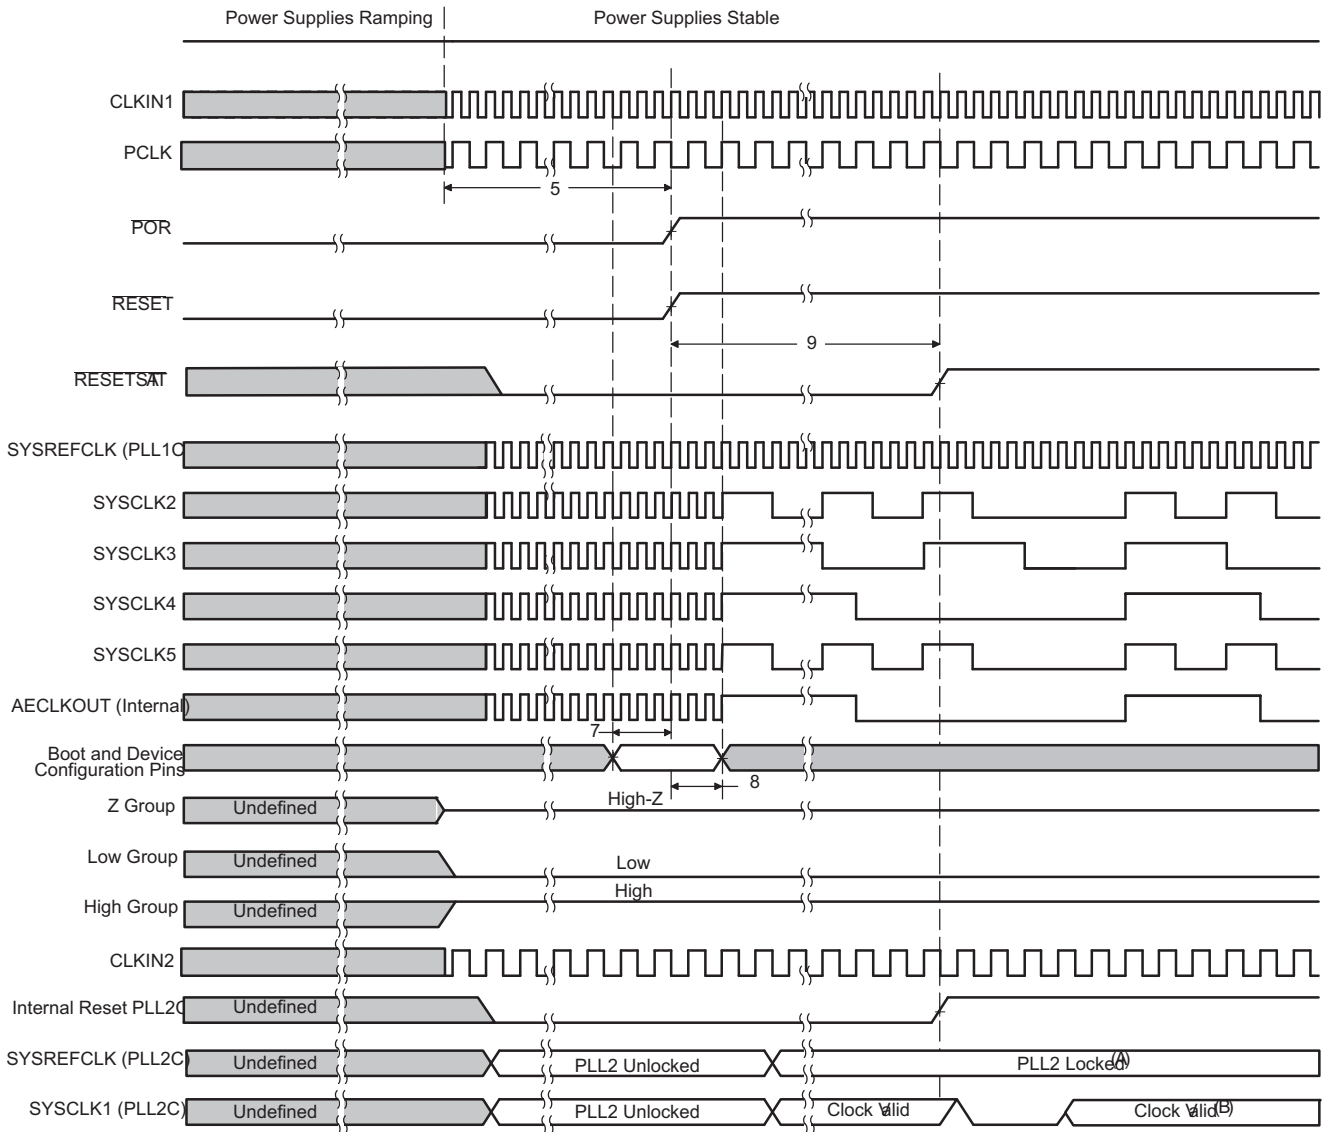 Power Supplies Ramping
Power Supplies Stable
CLKIN1
PCLK
5
POR
RESET
9
RESETSTAT
SYSREFCLK (PLL1C
SYSCLK2
SYSCLK3
SYSCLK4
SYSCLK5
AECLKOUT (Internal)
7
Boot and Device
Configuration Pins
8
Z Group
Undefined
High-Z
Low Group
Undefined
Low
High
High Group
Undefined
CLKIN2
Internal Reset PLL2C
Undefined
SYSREFCLK (PLL2C)
Undefined
PLL2 Unlocked
PLL2 Locked(A)
SYSCLK1 (PLL2C)
Undefined
PLL2 Unlocked
Clock Valid
Clock Valid(B)